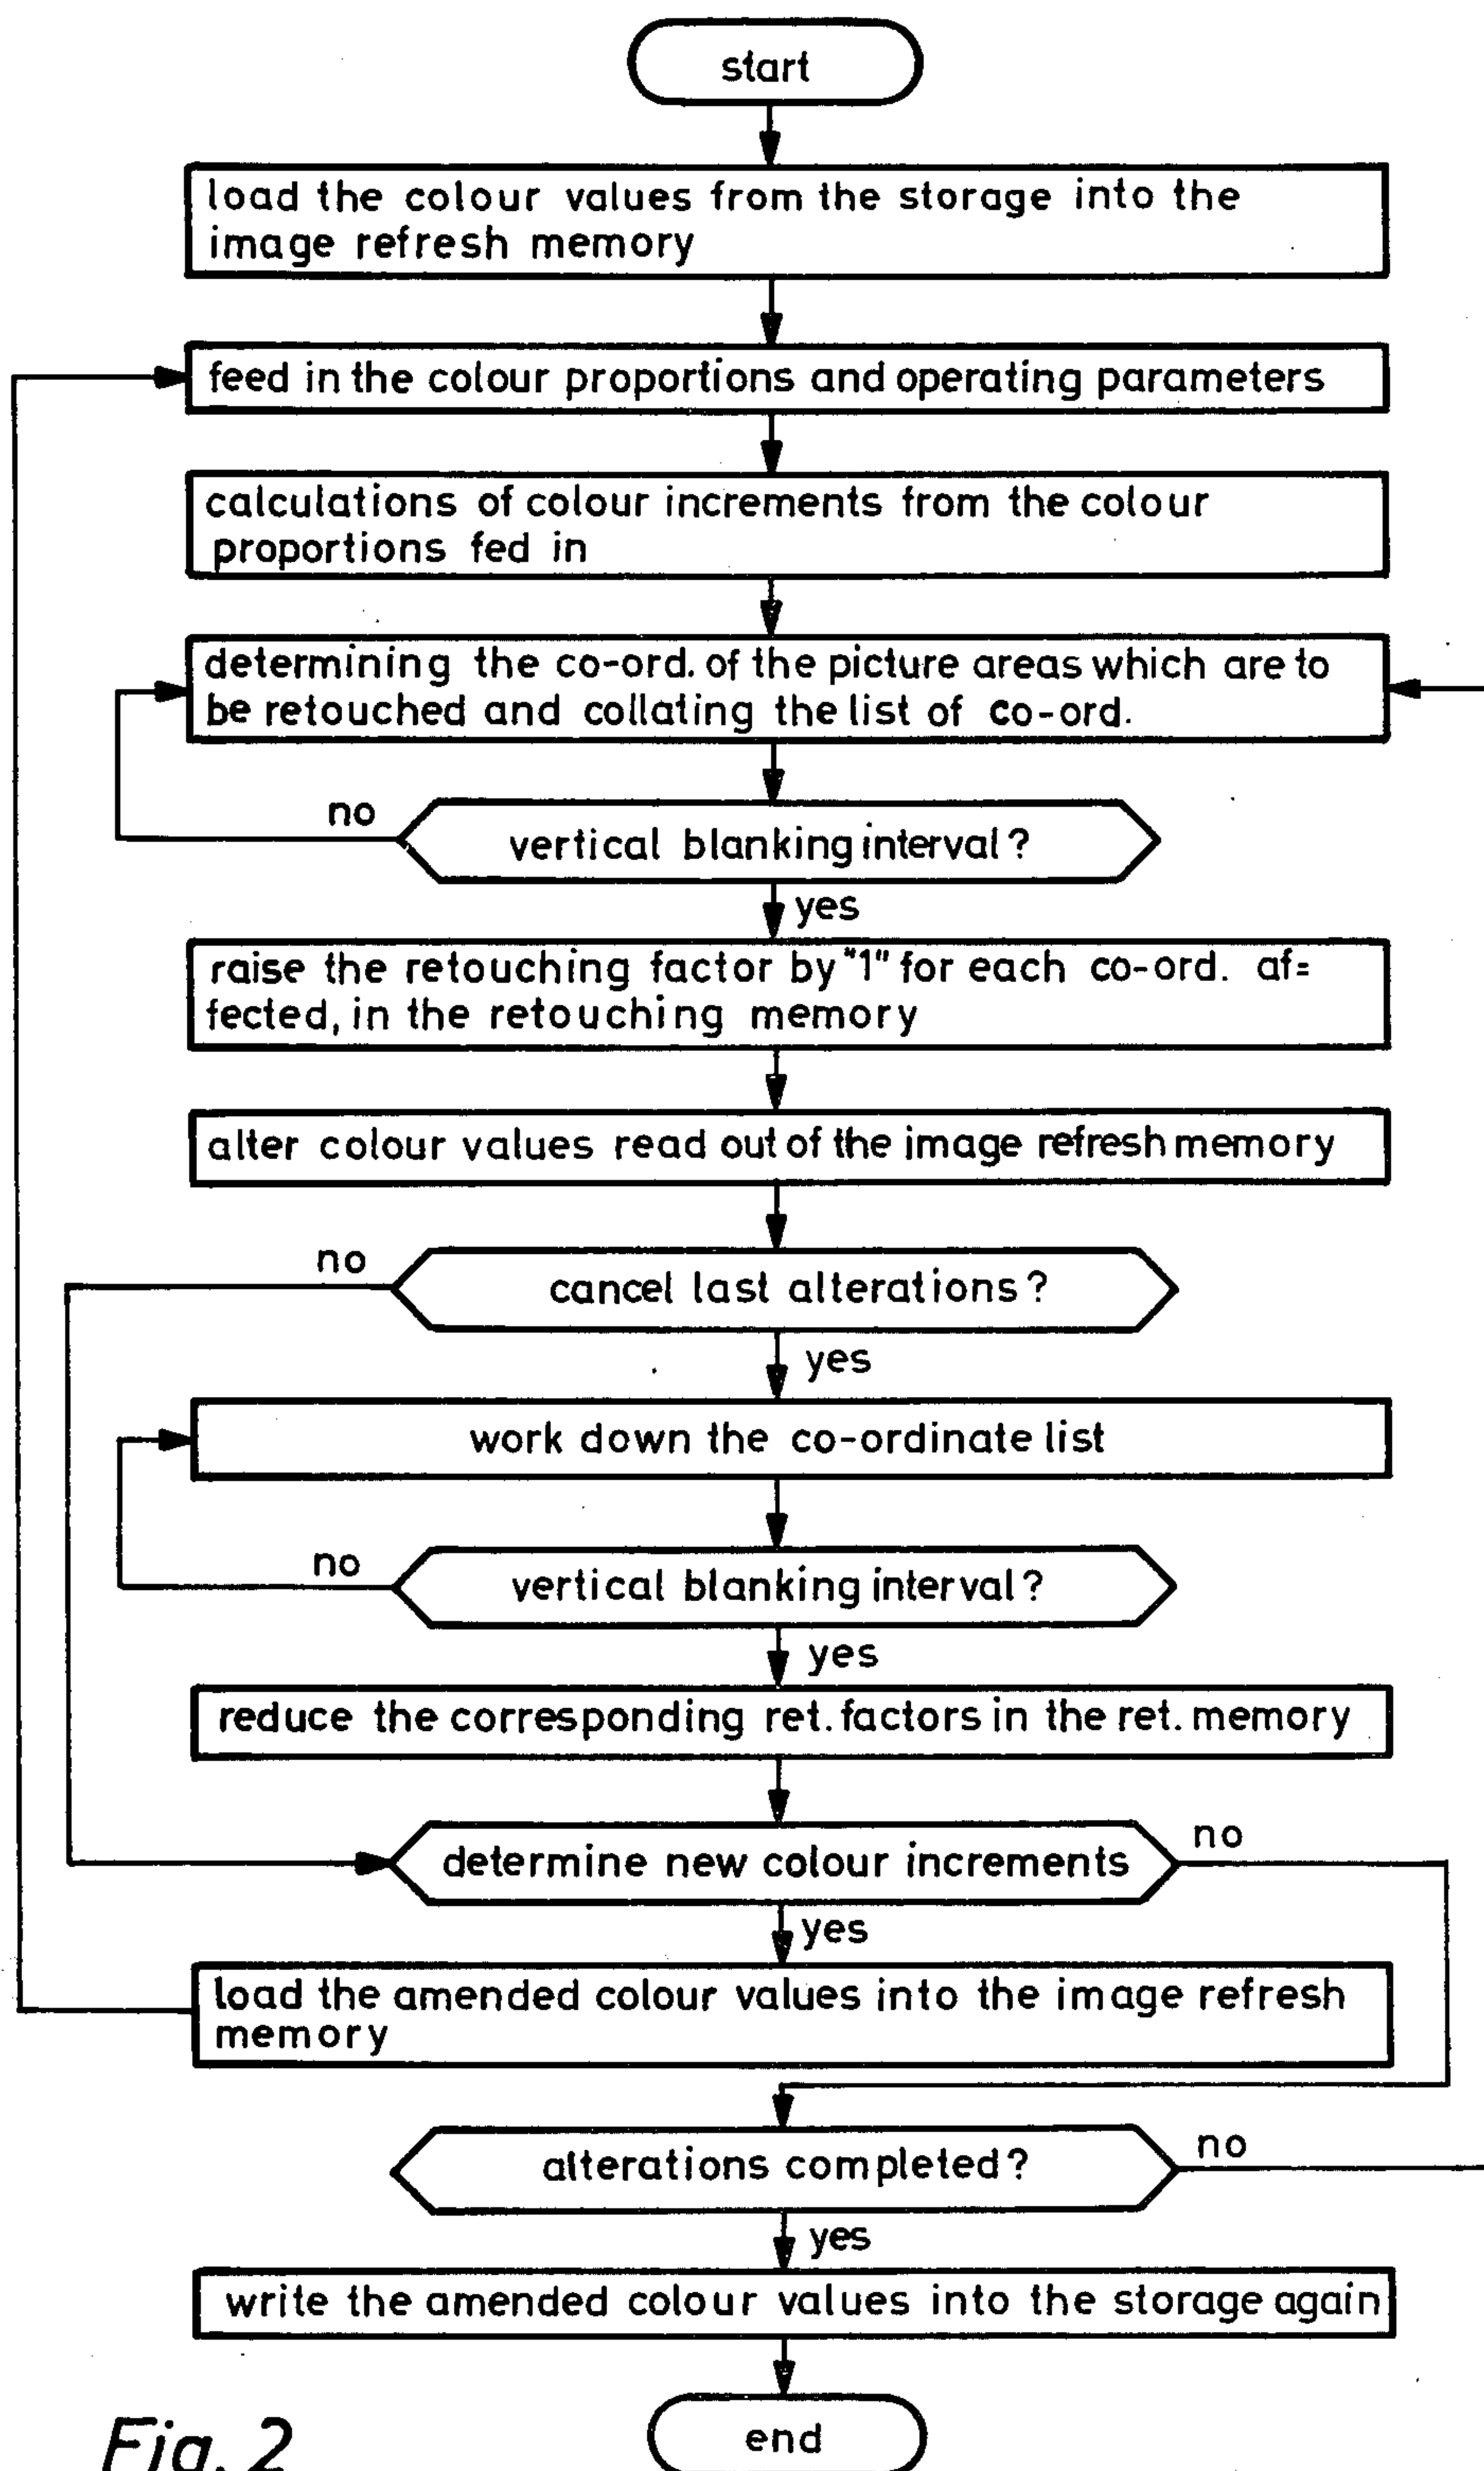 start
load the colour values from the storage into the
image refresh memory
feed in the colour proportions and operating parameters
calculations of colour increments from the colour
proportions fed in
determining the co-ord. of the picture areas which are to
be retouched and collating the list of co-ord.
no
vertical blanking interval?
yes
raise the retouching factor by "1" for each co-ord. af=
fected, in the retouching memory
alter colour values read out of the image refresh memory
no
cancel last alterations?
yes
work down the co-ordinate list
no
vertical blanking interval?
yes
reduce the corresponding ret. factors in the ret. memory
no
determine new colour increments
yes
load the amended colour values into the image refresh
memory
alterations completed?
no
yes
write the amended colour values into the storage again
end
Fig. 2